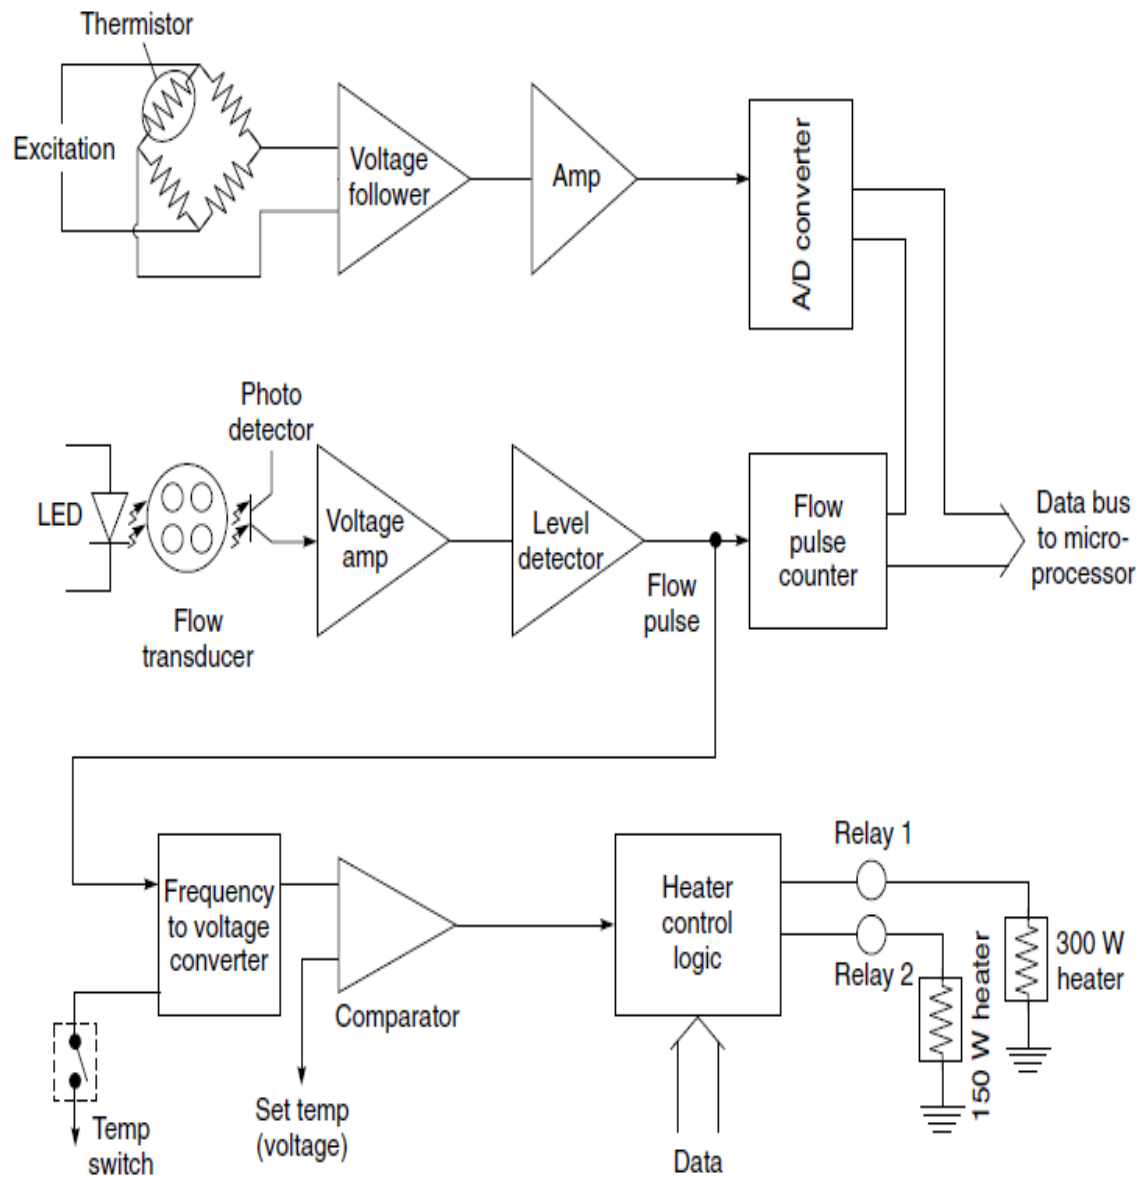 Thermistor
Excitation
Voltage
follower
Amp
A/D converter
Photo
detector
LED
Flow
transducer
Voltage
amp
Level
detector
Flow
pulse
Flow
pulse
counter
Data bus
to micro-
processor
Frequency
to voltage
converter
Temp
switch
Comparator
Set temp
(voltage)
Heater
control
logic
Data
Relay 1
Relay 2
150 W heater
300 W
heater